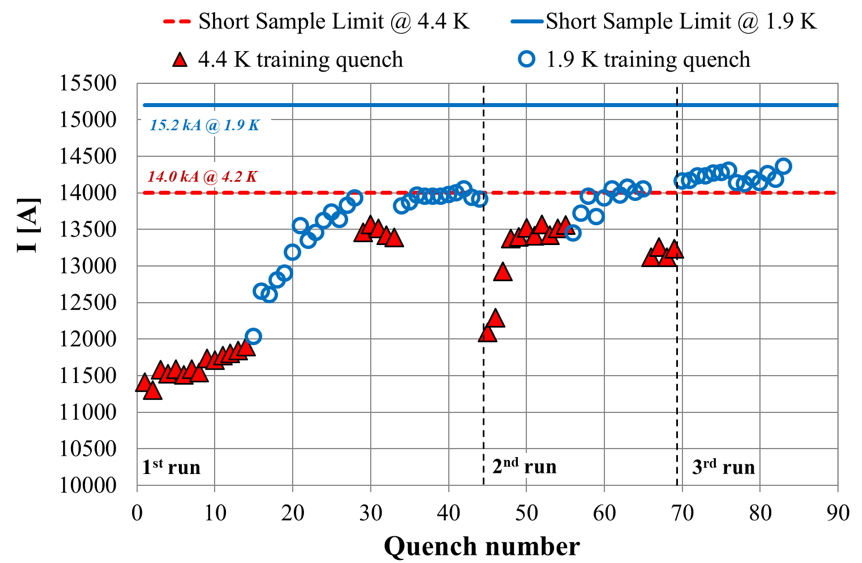 Short Sample Limit @ 4.4 K
Short Sample Limit @ 1.9 K
4.4 K training quench
1.9 K training quench
15500
15000
14500
14000
13500
13000
12500
12000
11500
11000
10500
10000
I [A]
15.2 kA @ 1.9 K
14.0 kA @ 4.2 K
1st run
2nd run
3rd run
0 10 20 30 40 50 60 70 80 90
Quench number